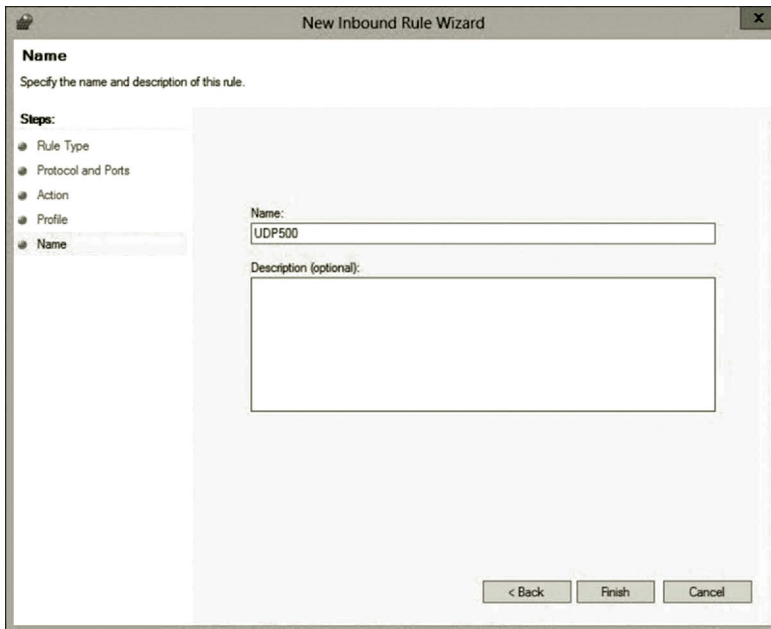 New Inbound Rule Wizard
x
Name
Specify the name and description of this rule.
Steps:
Rule Type
Protocol and Ports
Action
Profile
Name
Name:
UDP500
Description (optional):
< Back Finish Cancel